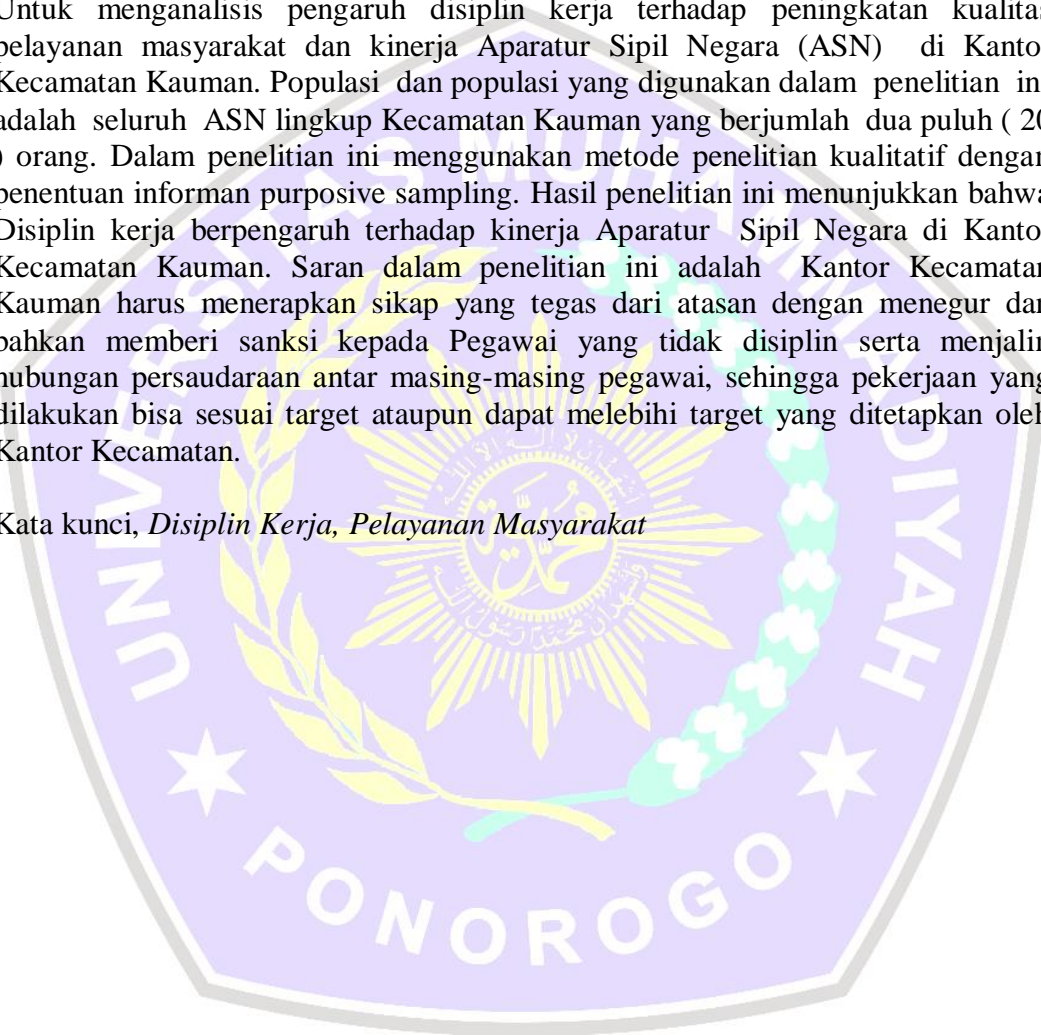 Untuk menganalisis pengaruh disiplin kerja terhadap peningkatan kualitas
pelayanan masyarakat dan kinerja Aparatur Sipil Negara (ASN) di Kanto
Kecamatan Kauman. Populasi dan populasi yang digunakan dalam penelitian in
adalah seluruh ASN lingkup Kecamatan Kauman yang berjumlah dua puluh ( 20
) orang. Dalam penelitian ini menggunakan metode penelitian kualitatif dengan
penentuan informan purposive sampling. Hasil penelitian ini menunjukkan bahwa
Disiplin kerja berpengaruh terhadap kinerja Aparatur Sipil Negara di Kanto
Kecamatan Kauman. Saran dalam penelitian ini adalah Kantor Kecamatan
Kauman harus menerapkan sikap yang tegas dari atasan dengan menegur dan
bahkan memberi sanksi kepada Pegawai yang tidak disiplin serta menjalin
hubungan persaudaraan antar masing-masing pegawai, sehingga pekerjaan yang
dilakukan bisa sesuai target ataupun dapat melebihi target yang ditetapkan oleh
Kantor Kecamatan.
Kata kunci, Disiplin Kerja, Pelayanan Masyarakat
UNIVERSITAS MUHAMMADIYAH
PONOROGO